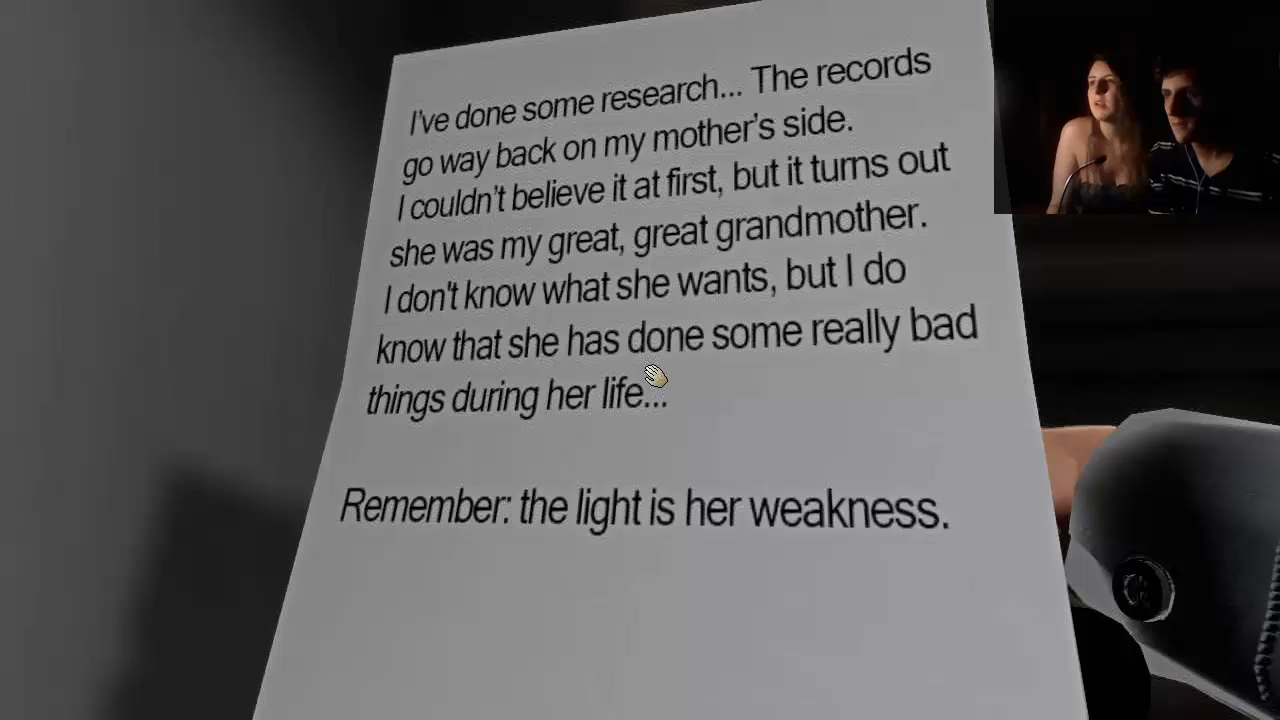 I've done some research... The records
go way back on my mother's side.
I couldn't believe it at first, but it turns out
she was my great, great grandmother.
I don't know what she wants, but I do
know that she has done some really bad
things during her life...
Remember: the light is her weakness.